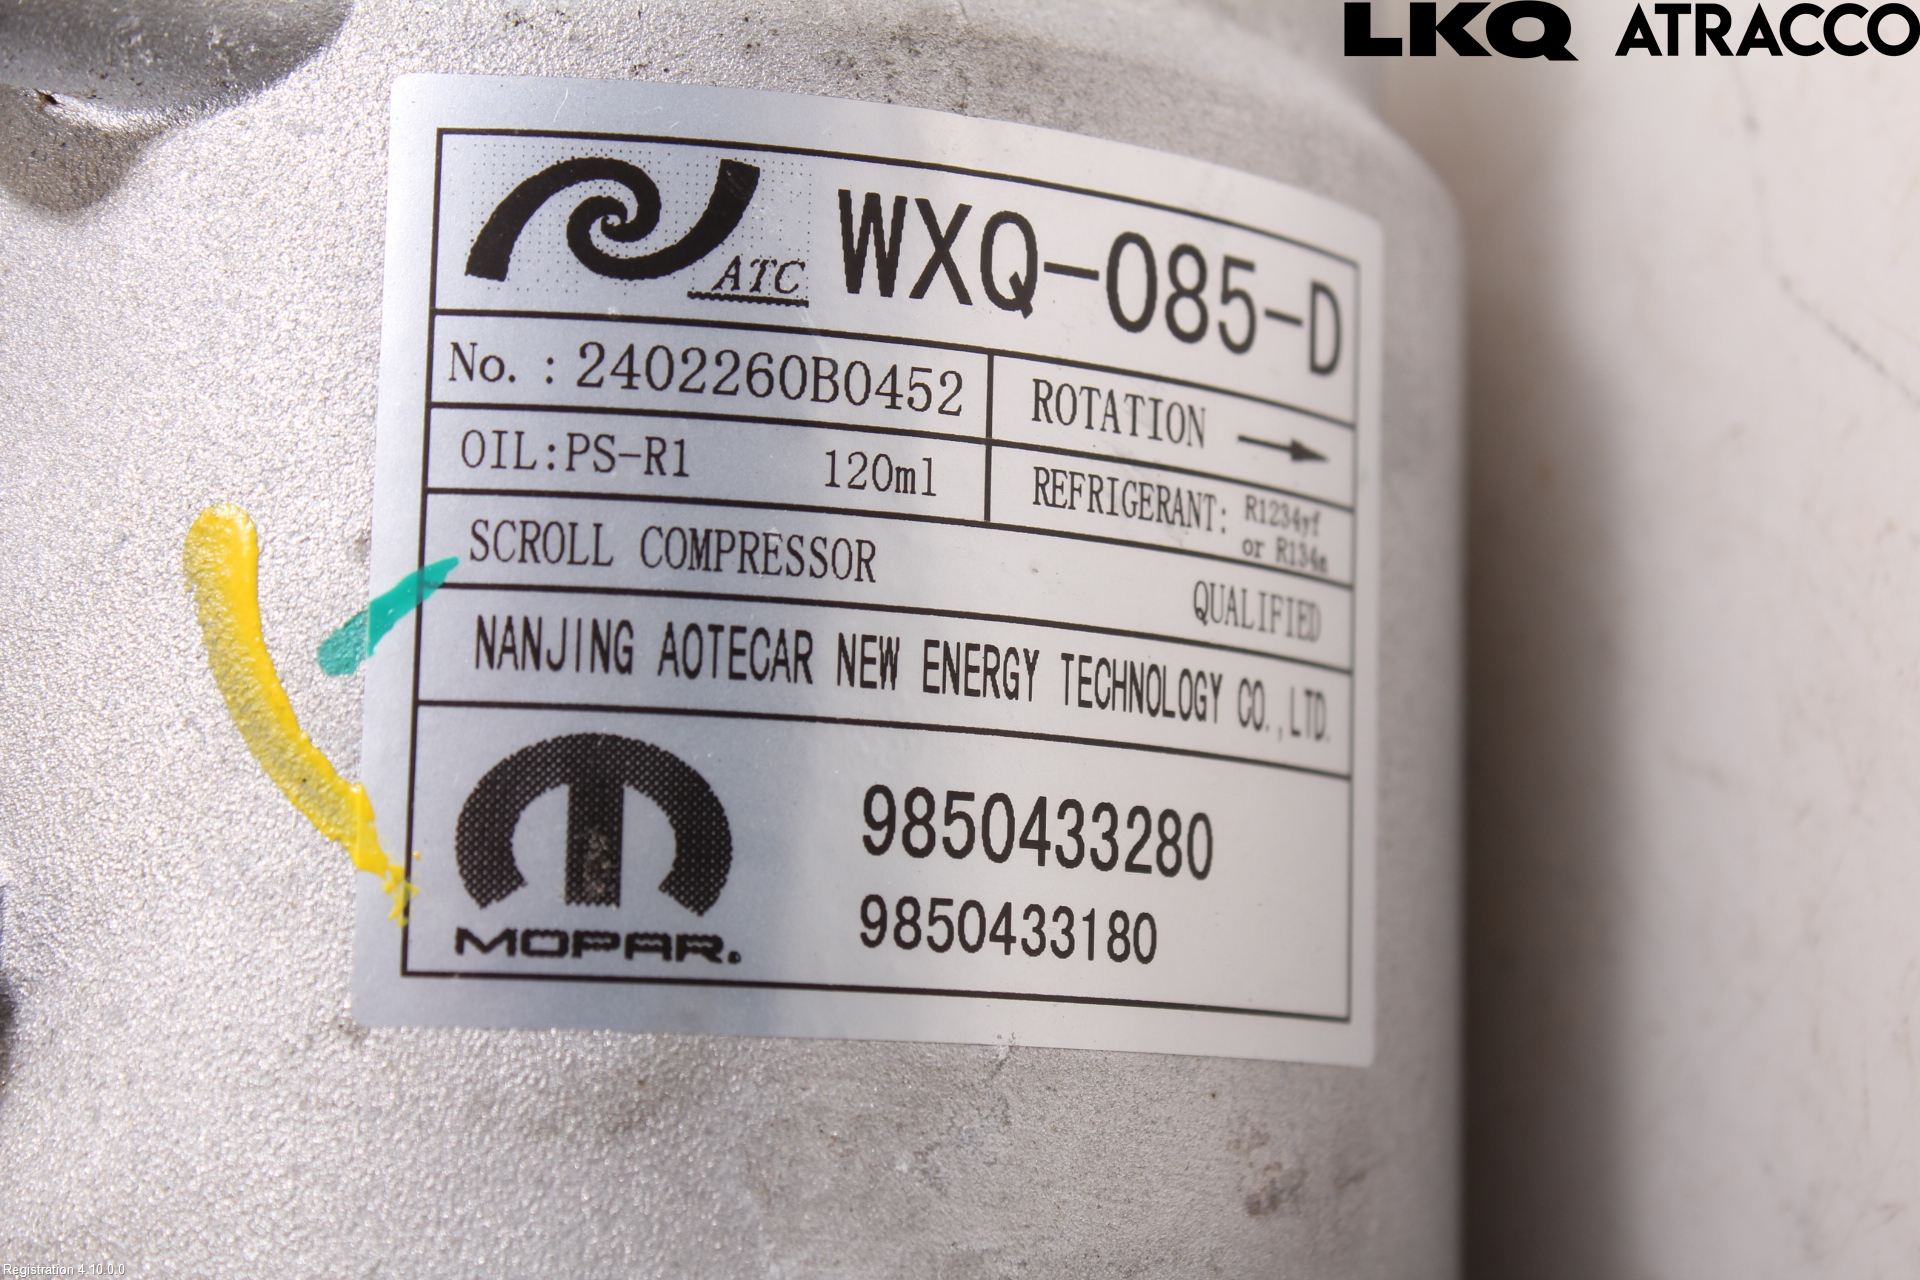 LKQ ATRACCO
ATC WXQ-085-D
No.:2402260B0452
ROTATION
OIL:PS-R1 120ml
REFRIGERANT: R1234yf
or R134a
SCROLL COMPRESSOR
QUALIFIED
NANJING AOTECAR NEW ENERGY TECHNOLOGY CO.,LTD.
MOPAR.
9850433280
9850433180
Registration 4.10.0.0